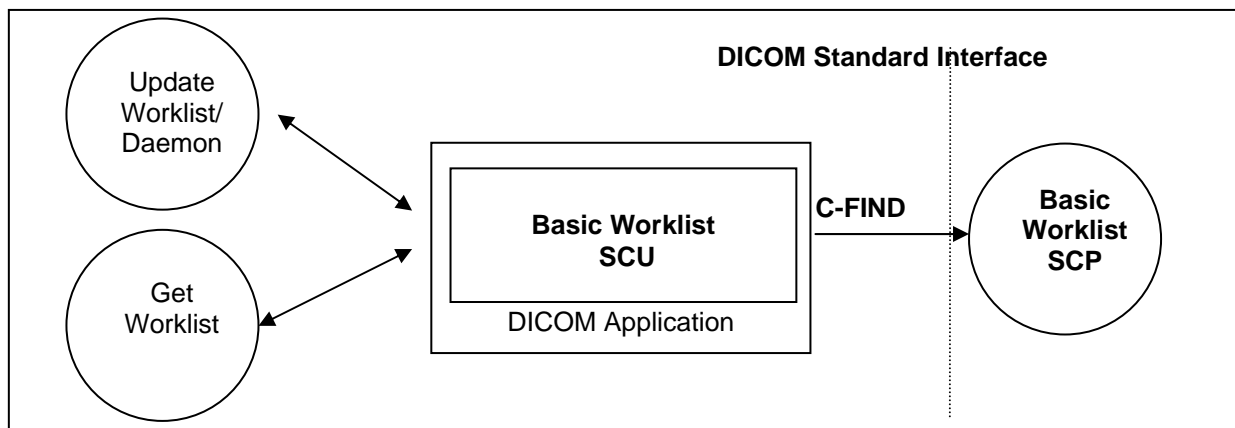 DICOM Standard Interface
Update
Worklist/
Daemon
Get
Worklist
Basic Worklist
SCU
DICOM Application
C-FIND
Basic
Worklist
SCP